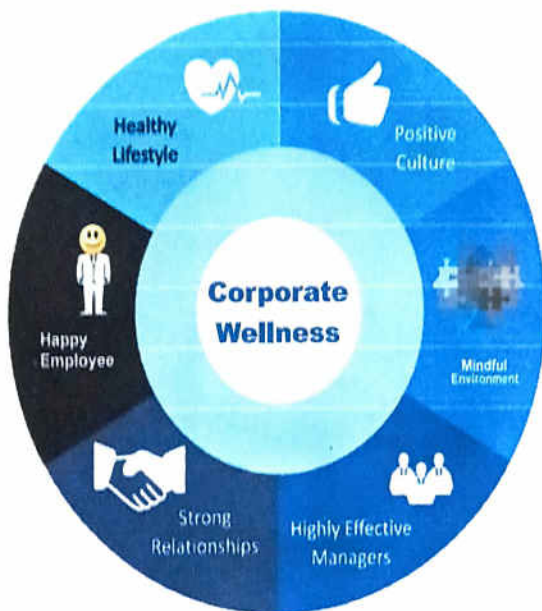 Corporate
Wellness
Healthy
Lifestyle
Positive
Culture
Mindful
Environment
Highly Effective
Managers
Strong
Relationships
Happy
Employee